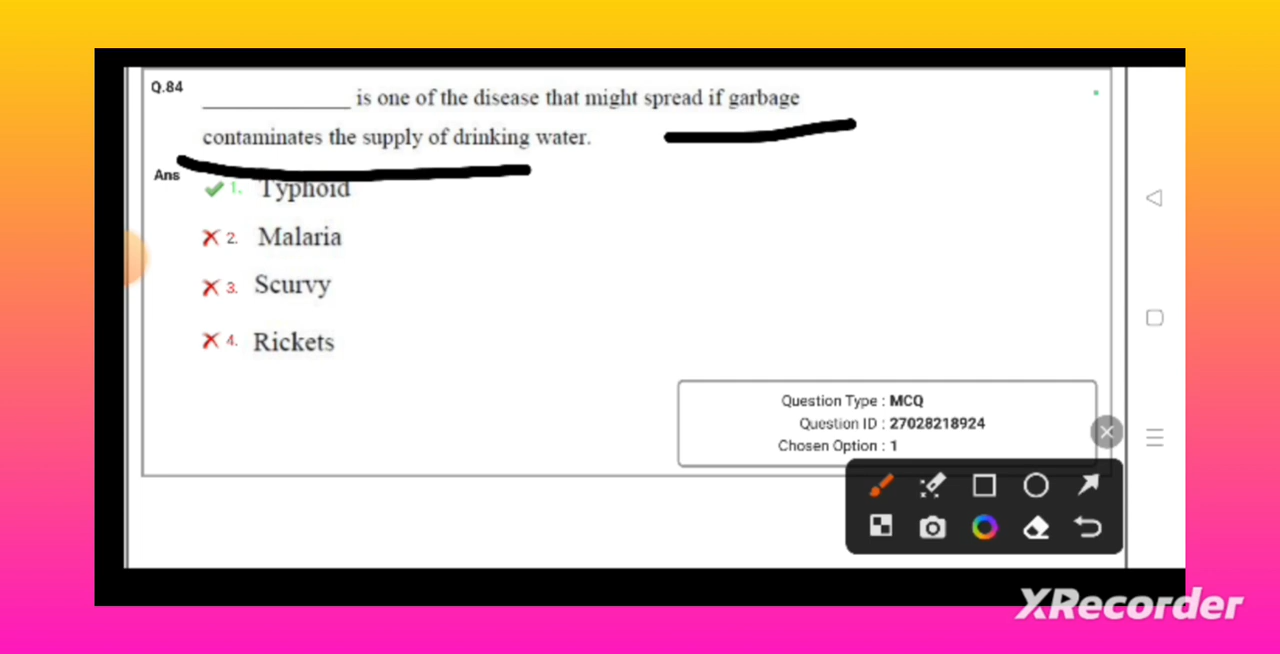 Q.84
____________ is one of the disease that might spread if garbage
contaminates the supply of drinking water.
Ans
1. Typhoid
2. Malaria
3. Scurvy
4. Rickets
Question Type : MCQ
Question ID : 27028218924
Chosen Option : 1
XRecorder